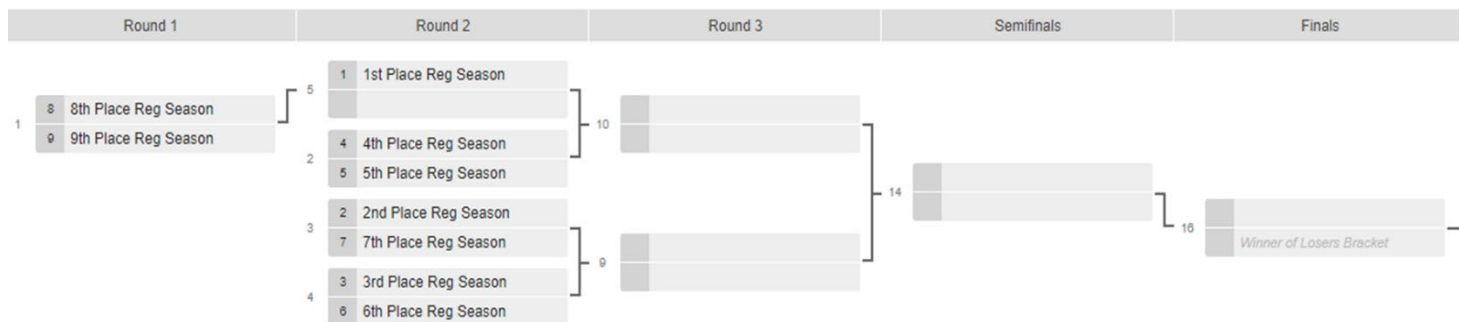 Round 1
Round 2
Round 3
Semifinals
Finals
1
8 8th Place Reg Season
9 9th Place Reg Season
5
1 1st Place Reg Season
2
4 4th Place Reg Season
5 5th Place Reg Season
3
2 2nd Place Reg Season
7 7th Place Reg Season
4
3 3rd Place Reg Season
6 6th Place Reg Season
10
9
14
16
Winner of Losers Bracket